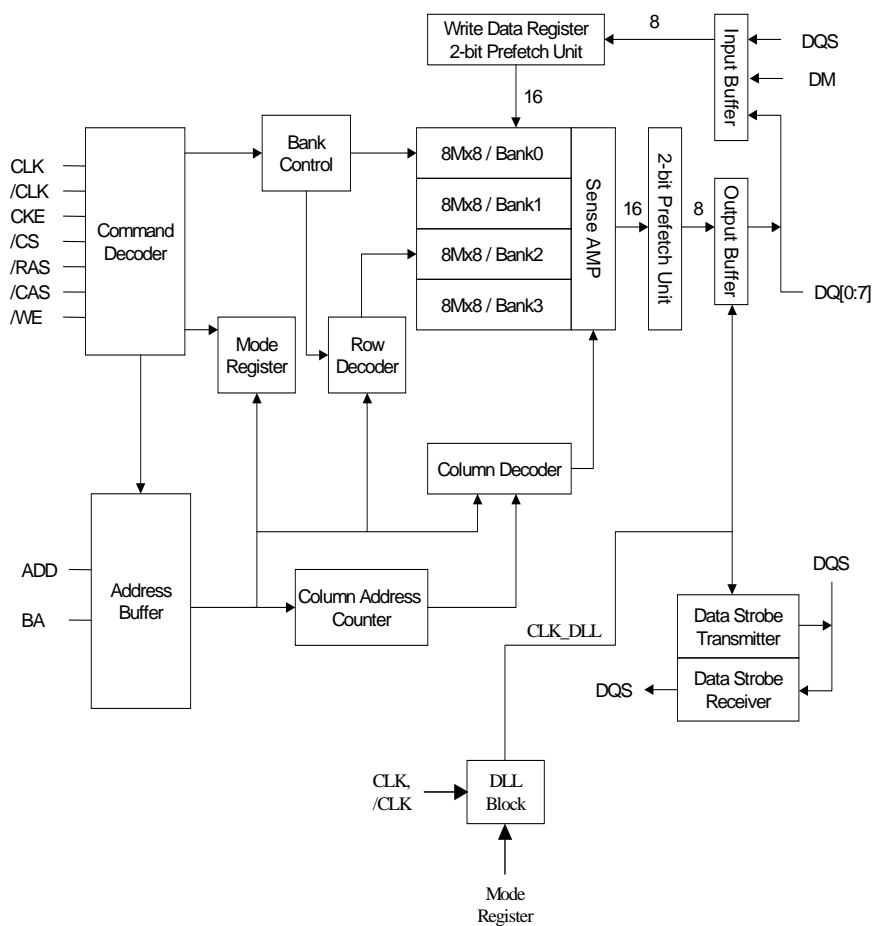 Write Data Register
2-bit Prefetch Unit
8
Input Buffer
DQS
DM
16
Bank
Control
8Mx8 / Bank0
8Mx8 / Bank1
8Mx8 / Bank2
8Mx8 / Bank3
Sense AMP
16
2-bit Prefetch Unit
8
Output Buffer
DQ[0:7]
CLK
/CLK
CKE
/CS
/RAS
/CAS
/WE
Command
Decoder
Mode
Register
Row
Decoder
Column Decoder
ADD
BA
Address
Buffer
Column Address
Counter
CLK_DLL
DQS
Data Strobe
Transmitter
Data Strobe
Receiver
DQS
CLK,
/CLK
DLL
Block
Mode
Register